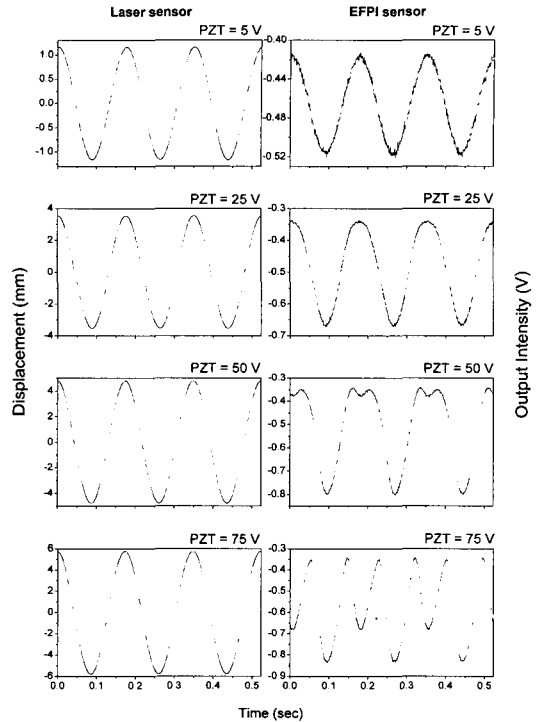 Laser sensor
EFPI sensor
PZT = 5 V
PZT = 5 V
1.0
0.5
0.0
-0.5
-1.0
-0.40
-0.44
-0.48
-0.52
PZT = 25 V
PZT = 25 V
4
2
0
-2
-4
-0.3
-0.4
-0.5
-0.6
-0.7
PZT = 50 V
PZT = 50 V
4
2
0
-2
-4
-0.3
-0.4
-0.5
-0.6
-0.7
-0.8
PZT = 75 V
PZT = 75 V
6
4
2
0
-2
-4
-6
-0.3
-0.4
-0.5
-0.6
-0.7
-0.8
-0.9
0.0 0.1 0.2 0.3 0.4 0.5
0.0 0.1 0.2 0.3 0.4 0.5
Displacement (mm)
Output Intensity (V)
Time (sec)